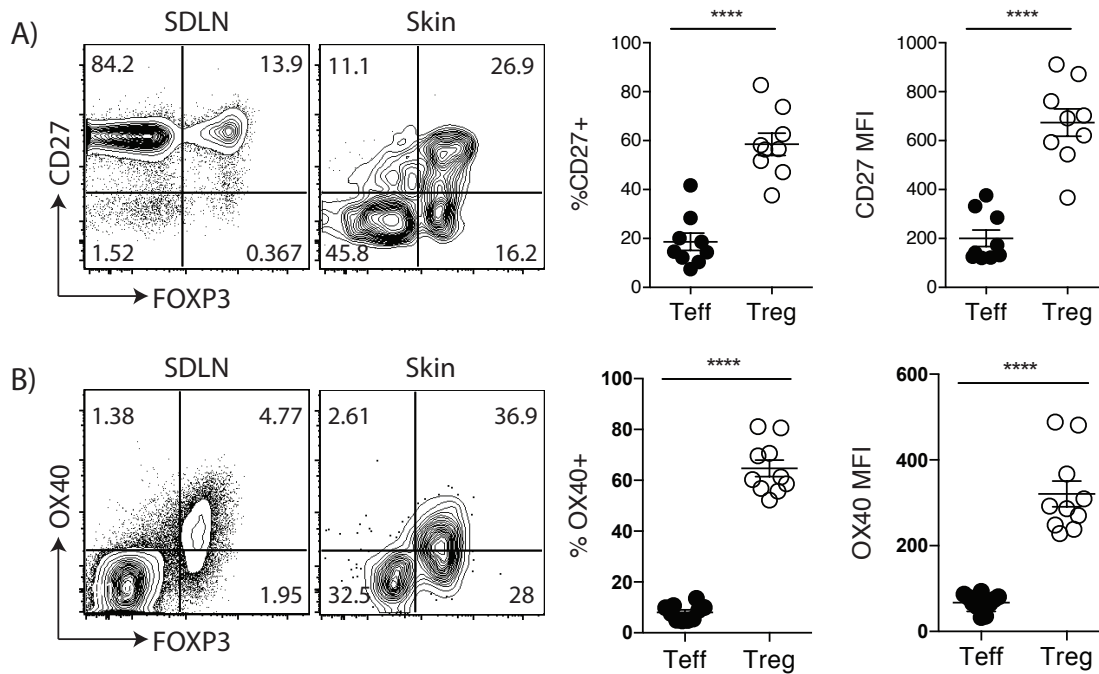 A)
SDLN
Skin
84.2 13.9
1.52 0.367
CD27
FOXP3
11.1 26.9
45.8 16.2
****
100
80
60
40
20
0
%CD27+
Teff Treg
****
1000
800
600
400
200
0
CD27 MFI
Teff Treg
B)
SDLN
Skin
1.38 4.77
1.95
OX40
FOXP3
2.61 36.9
32.5 28
****
100
80
60
40
20
0
% OX40+
Teff Treg
****
600
400
200
0
OX40 MFI
Teff Treg